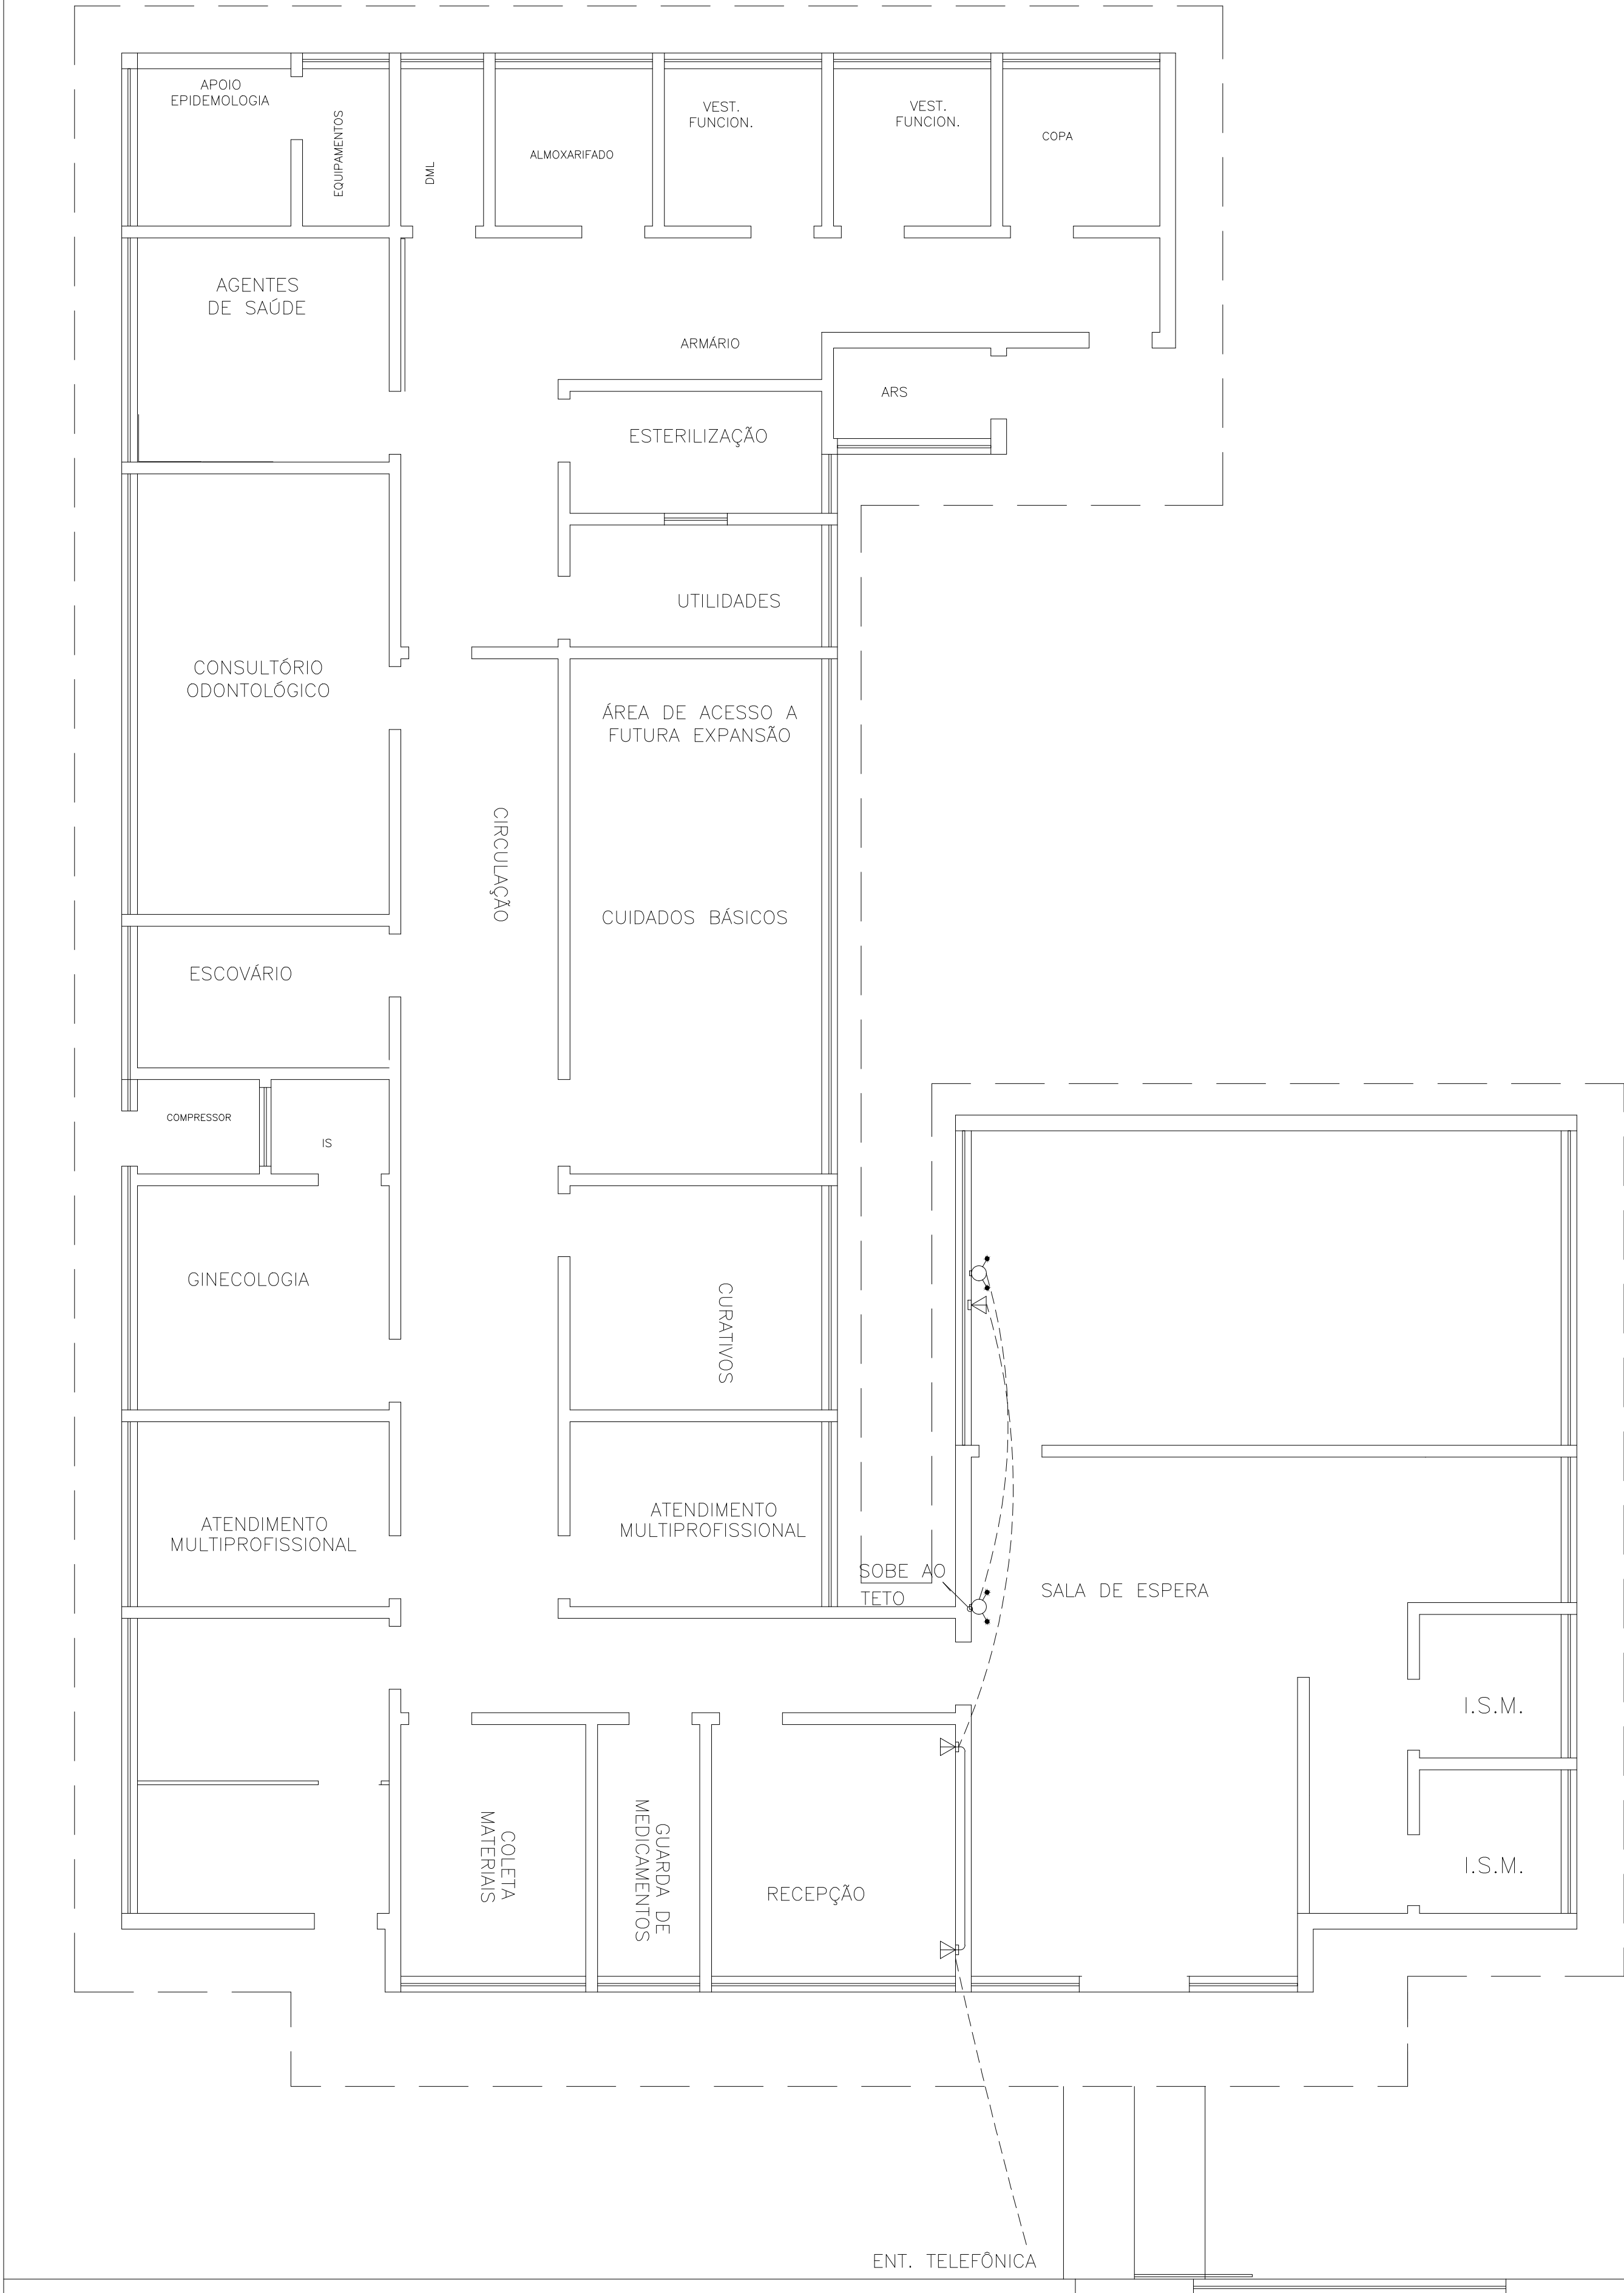 APOIO
EPIDEMOLOGIA
EQUIPAMENTOS
DML
ALMOXARIFADO
VEST.
FUNCION.
VEST.
FUNCION.
COPA
AGENTES
DE SAÚDE
ARMÁRIO
ARS
ESTERILIZAÇÃO
UTILIDADES
CONSULTÓRIO
ODONTOLÓGICO
ÁREA DE ACESSO A
FUTURA EXPANSÃO
CIRCULAÇÃO
CUIDADOS BÁSICOS
ESCOVÁRIO
COMPRESSOR
IS
GINECOLOGIA
CURATIVOS
ATENDIMENTO
MULTIPROFISSIONAL
ATENDIMENTO
MULTIPROFISSIONAL
SOBE AO
TETO
SALA DE ESPERA
I.S.M.
COLETA
MATERIAIS
GUARDA DE
MEDICAMENTOS
RECEPÇÃO
I.S.M.
ENT. TELEFÔNICA